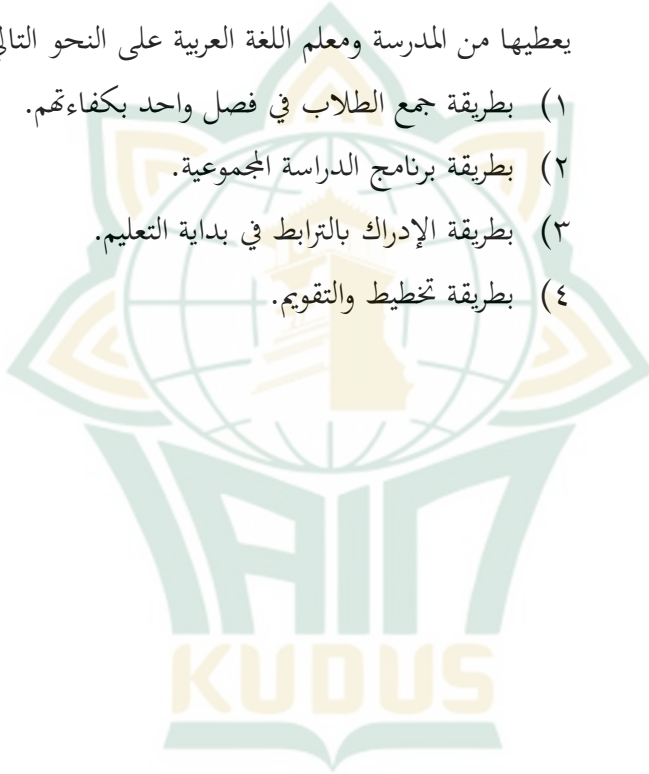 يعطيها من المدرسة ومعلم اللغة العربية على النحو التالي
١) بطريقة جمع الطلاب في فصل واحد بكفاءتهم.
٢) بطريقة برنامج الدراسة المجموعية.
٣) بطريقة الإدراك بالترابط في بداية التعليم.
٤) بطريقة تخطيط والتقويم.
IAIN
KUDUS